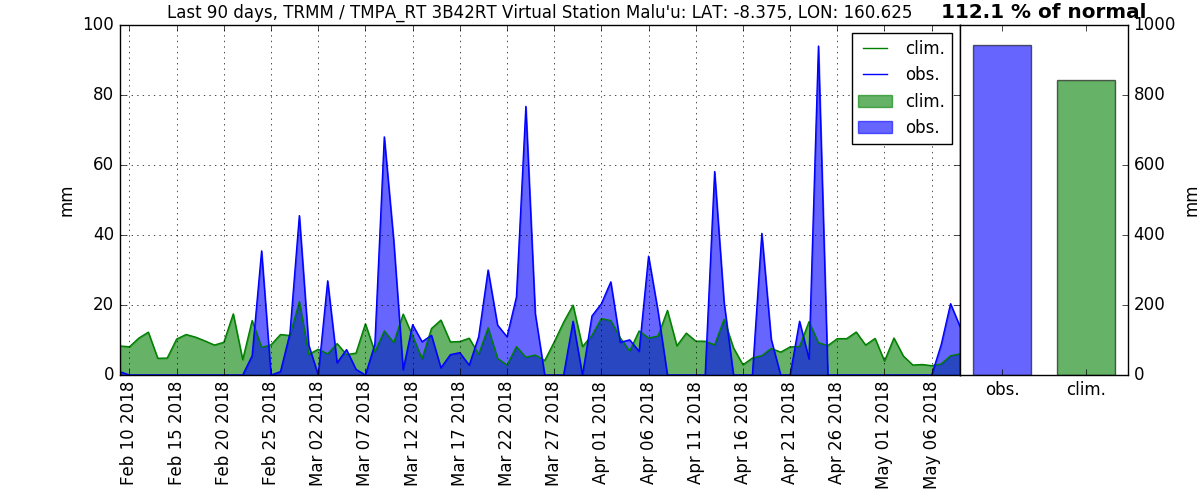 Last 90 days, TRMM / TMPA_RT 3B42RT Virtual Station Malu'u: LAT: -8.375, LON: 160.625
112.1 % of normal
100
80
60
40
20
0
mm
clim.
obs.
clim.
obs.
1000
800
600
400
200
0
mm
obs.
clim.
Feb 10 2018
Feb 15 2018
Feb 20 2018
Feb 25 2018
Mar 02 2018
Mar 07 2018
Mar 12 2018
Mar 17 2018
Mar 22 2018
Mar 27 2018
Apr 01 2018
Apr 06 2018
Apr 11 2018
Apr 16 2018
Apr 21 2018
Apr 26 2018
May 01 2018
May 06 2018